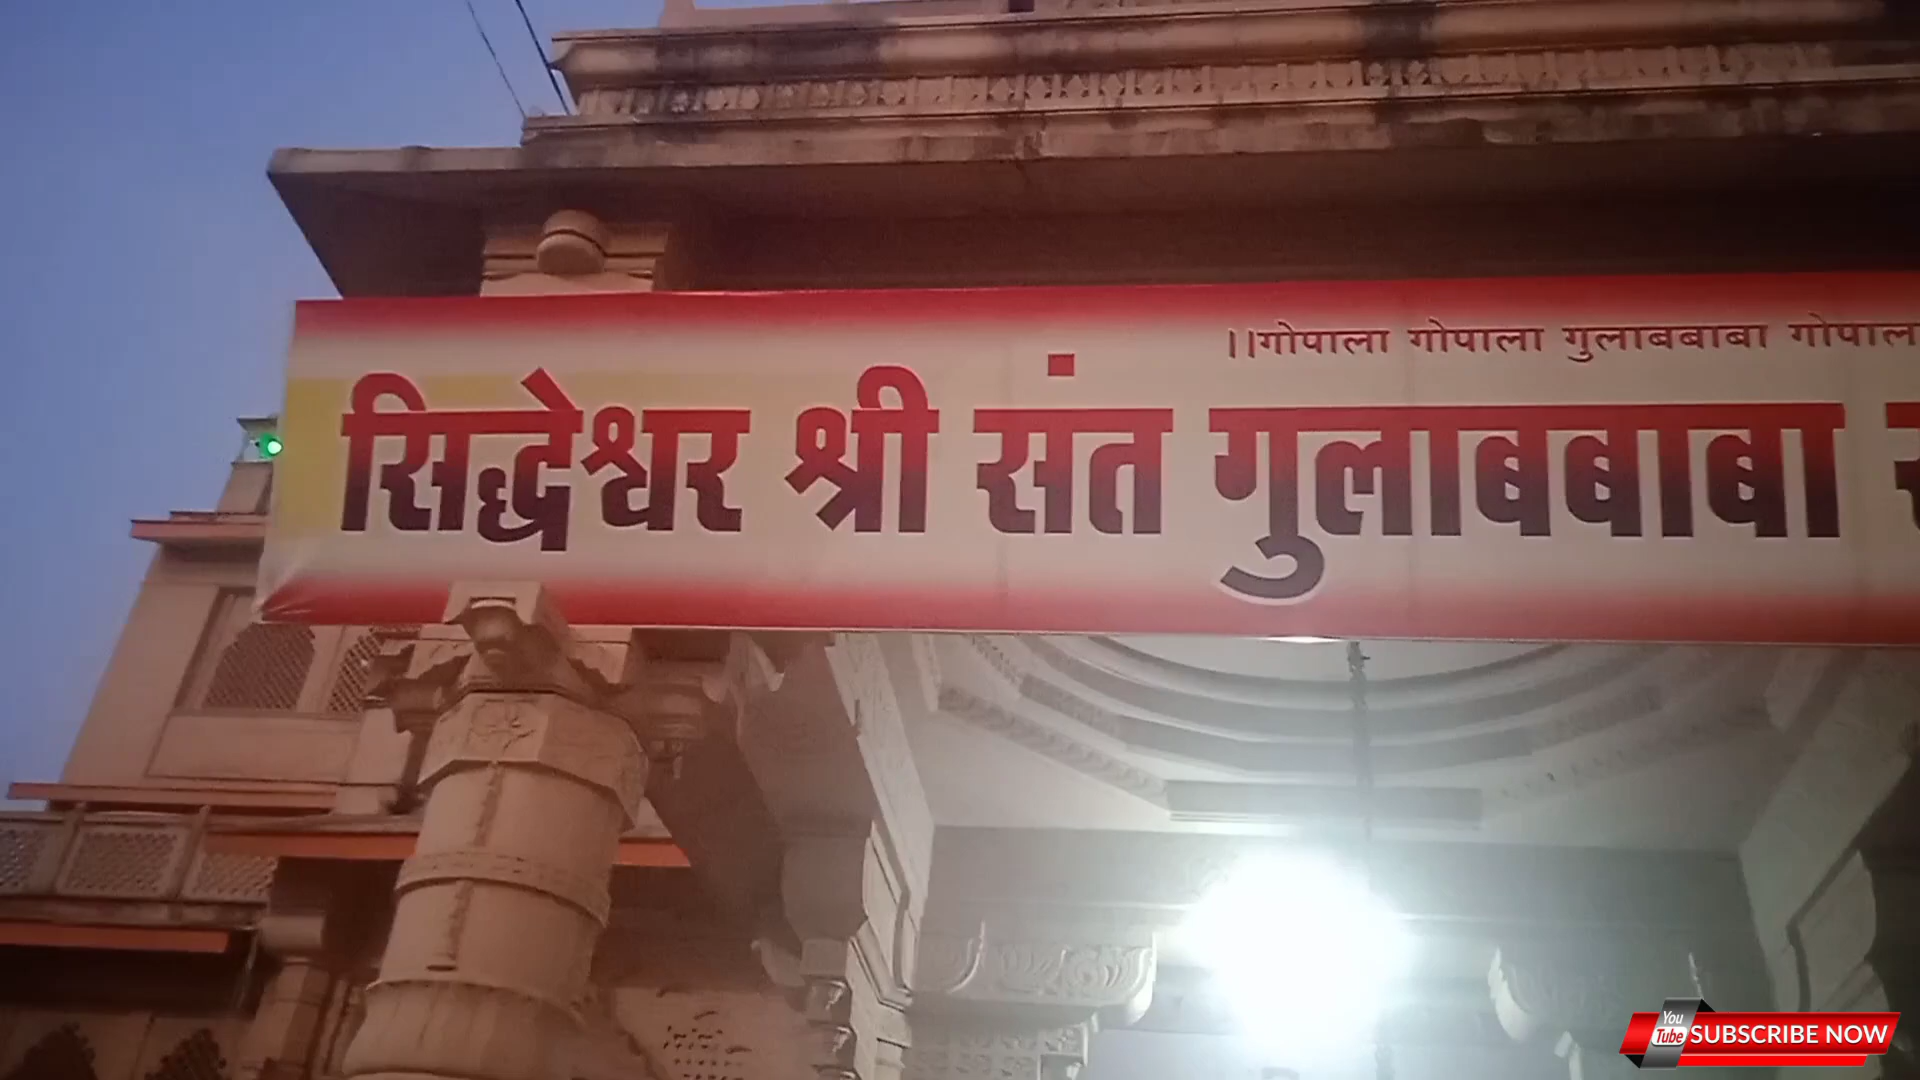 ||गोपाला गोपाला गुलाबबाबा गोपाला
सिद्धेश्वर श्री संत गुलाबबाबा
You
Tube
SUBSCRIBE NOW